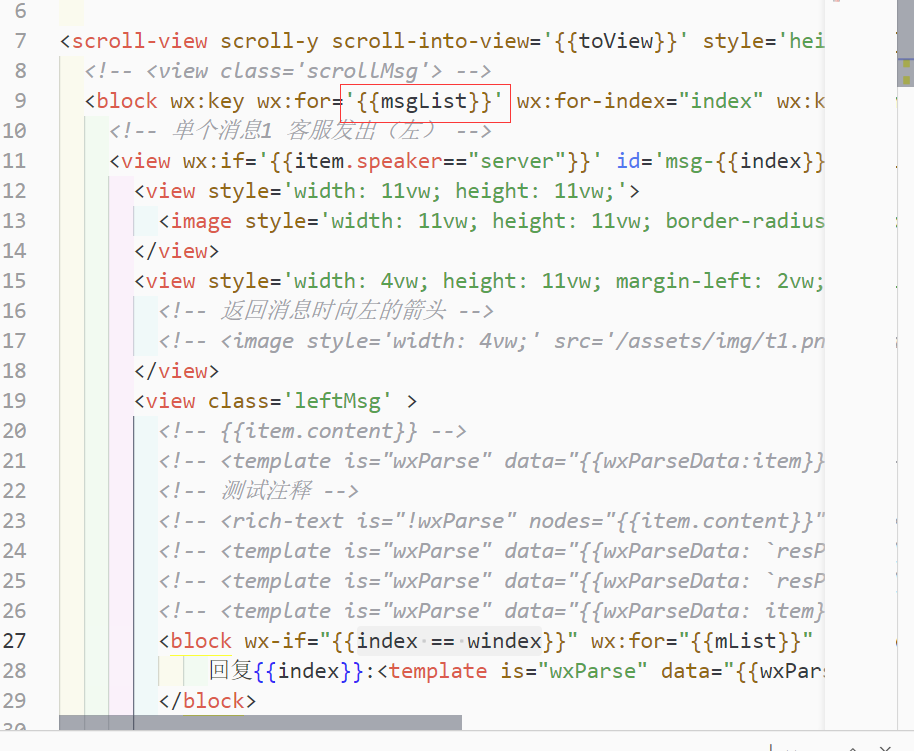 6
7 <scroll-view scroll-y scroll-into-view='{{toView}}' style='hei
8 <!-- <view class='scrollMsg'> -->
9 <block wx:key wx:for='{{msgList}}' wx:for-index="index" wx:k
10 <!-- 单个消息1 客服发出（左） -->
11 <view wx:if='{{item.speaker=="server"}}' id='msg-{{index}}
12 <view style='width: 11vw; height: 11vw;'>
13 <image style='width: 11vw; height: 11vw; border-radius
14 </view>
15 <view style='width: 4vw; height: 11vw; margin-left: 2vw;
16 <!-- 返回消息时向左的箭头 -->
17 <!-- <image style='width: 4vw;' src='/assets/img/t1.pn
18 </view>
19 <view class='leftMsg' >
20 <!-- {{item.content}} -->
21 <!-- <template is="wxParse" data="{{wxParseData:item}}
22 <!-- 测试注释 -->
23 <!-- <rich-text is="!wxParse" nodes="{{item.content}}"
24 <!-- <template is="wxParse" data="{{wxParseData: `resP
25 <!-- <template is="wxParse" data="{{wxParseData: `resP
26 <!-- <template is="wxParse" data="{{wxParseData: item}
27 <block wx-if="{{index == windex}}" wx:for="{{mList}}"
28 回复{{index}}:<template is="wxParse" data="{{wxPars
29 </block>
30